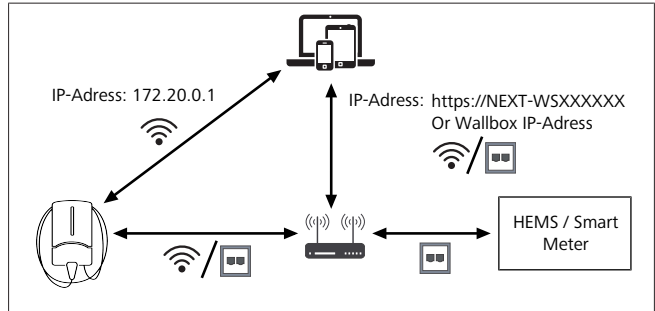 IP-Adress: 172.20.0.1
IP-Adress: https://NEXT-WSXXXXXX
Or Wallbox IP-Adress
HEMS / Smart
Meter